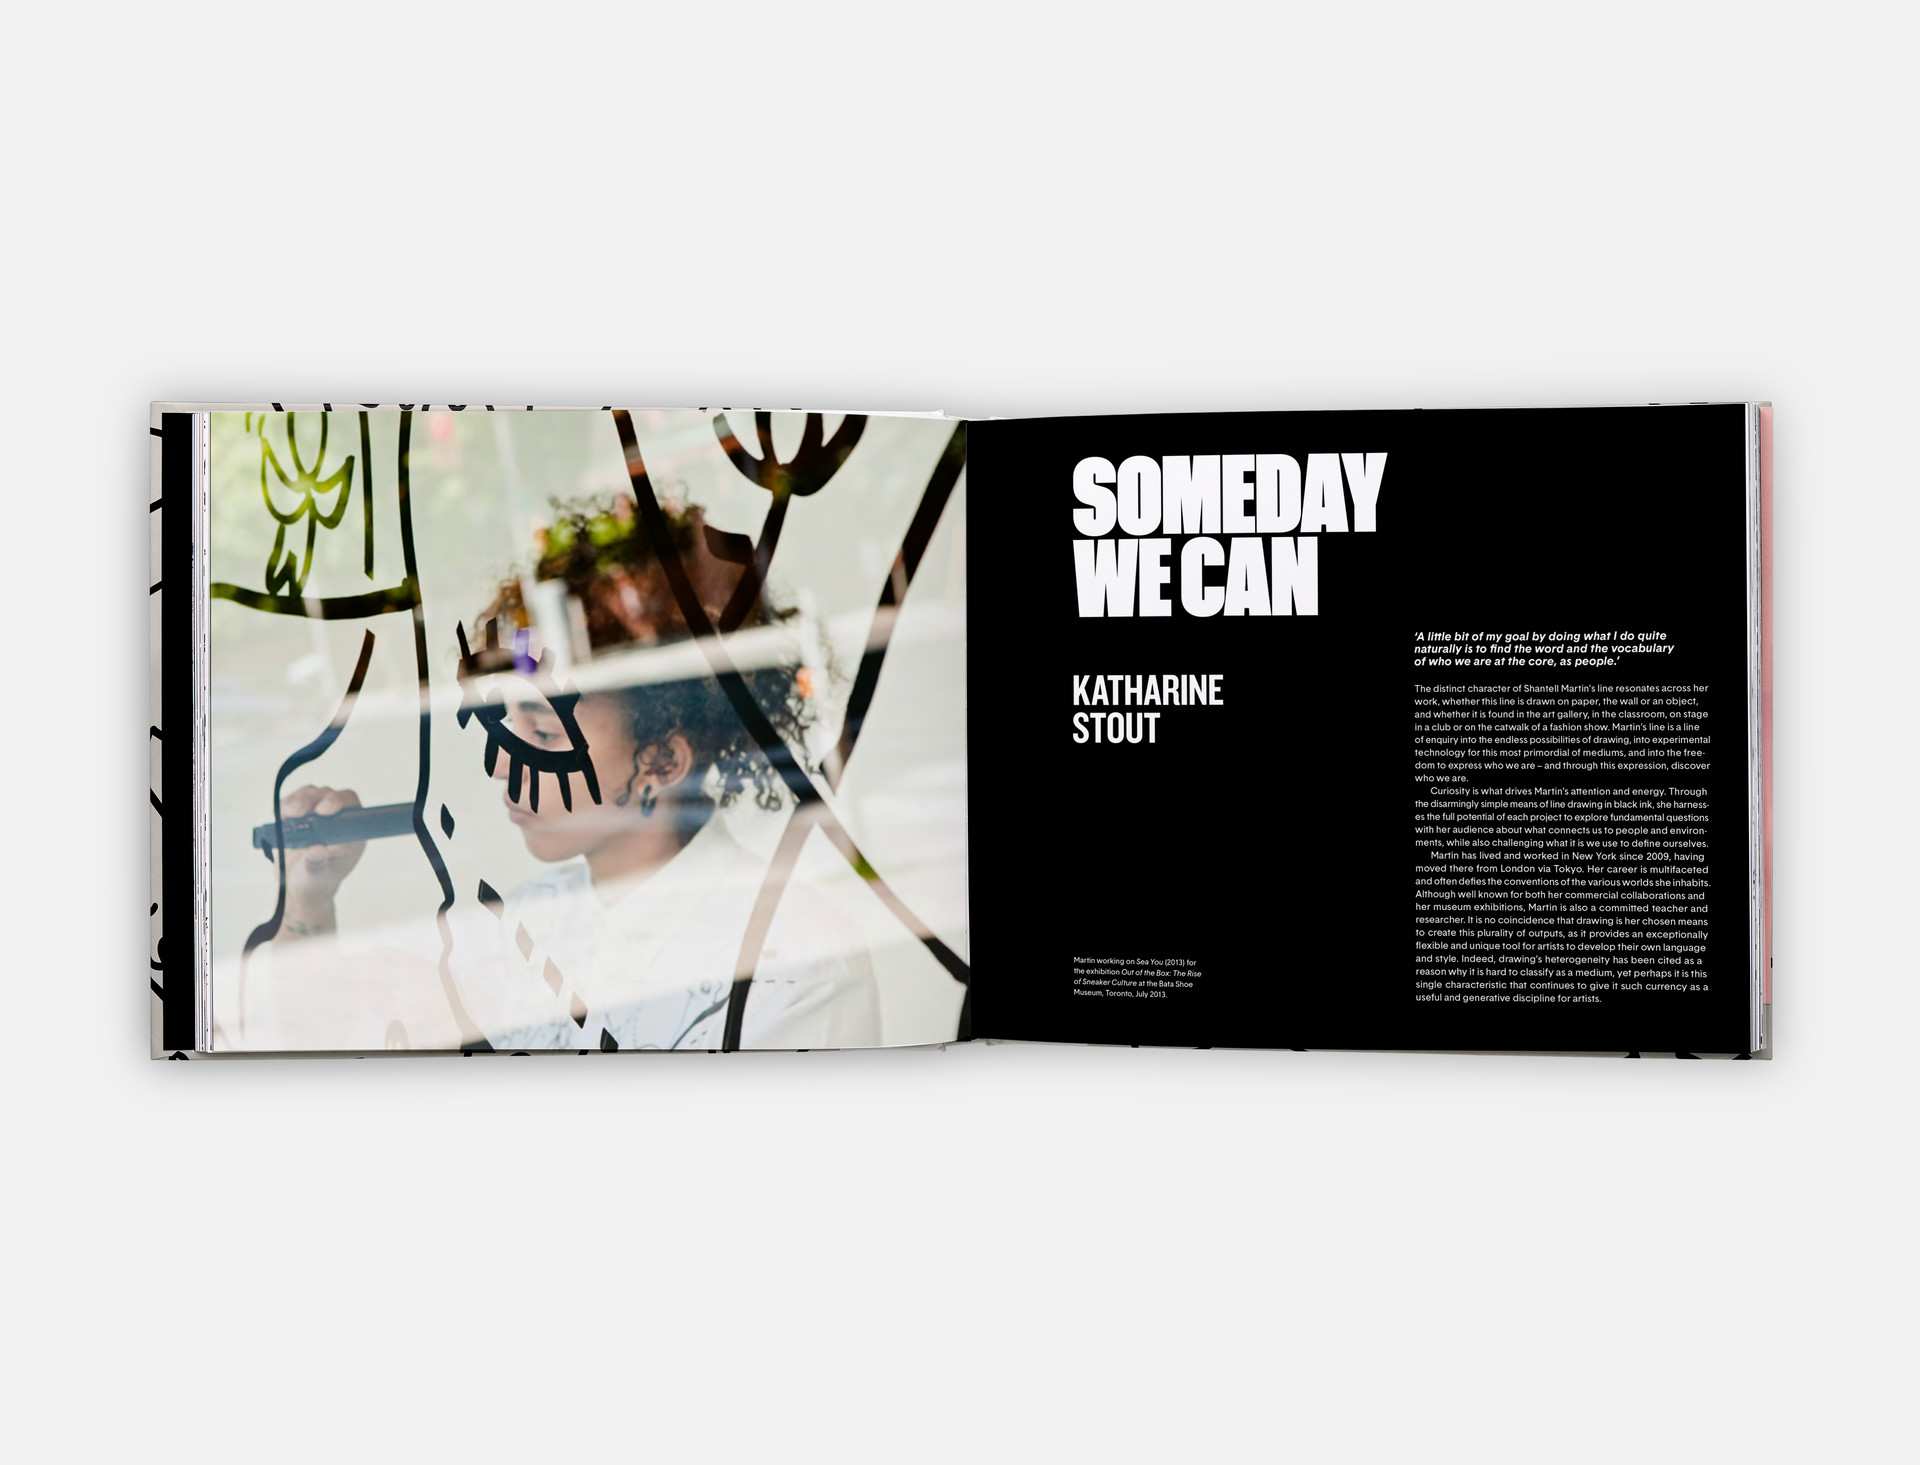 SOMEDAY
WE CAN
KATHARINE
STOUT
Martin working on Sea You (2013) for
the exhibition Out of the Box: The Rise
of Sneaker Culture at the Bata Shoe
Museum, Toronto, July 2013.
‘A little bit of my goal by doing what I do quite
naturally is to find the word and the vocabulary
of who we are at the core, as people.’
The distinct character of Shantell Martin’s line resonates across her
work, whether this line is drawn on paper, the wall or an object,
and whether it is found in the art gallery, in the classroom, on stage
in a club or on the catwalk of a fashion show. Martin’s line is a line
of enquiry into the endless possibilities of drawing, into experimental
technology for this most primordial of mediums, and into the free-
dom to express who we are – and through this expression, discover
who we are.
Curiosity is what drives Martin’s attention and energy. Through
the disarmingly simple means of line drawing in black ink, she harness-
es the full potential of each project to explore fundamental questions
with her audience about what connects us to people and environ-
ments, while also challenging what it is we use to define ourselves.
Martin has lived and worked in New York since 2009, having
moved there from London via Tokyo. Her career is multifaceted
and often defies the conventions of the various worlds she inhabits.
Although well known for both her commercial collaborations and
her museum exhibitions, Martin is also a committed teacher and
researcher. It is no coincidence that drawing is her chosen means
to create this plurality of outputs, as it provides an exceptionally
flexible and unique tool for artists to develop their own language
and style. Indeed, drawing’s heterogeneity has been cited as a
reason why it is hard to classify as a medium, yet perhaps it is this
single characteristic that continues to give it such currency as a
useful and generative discipline for artists.